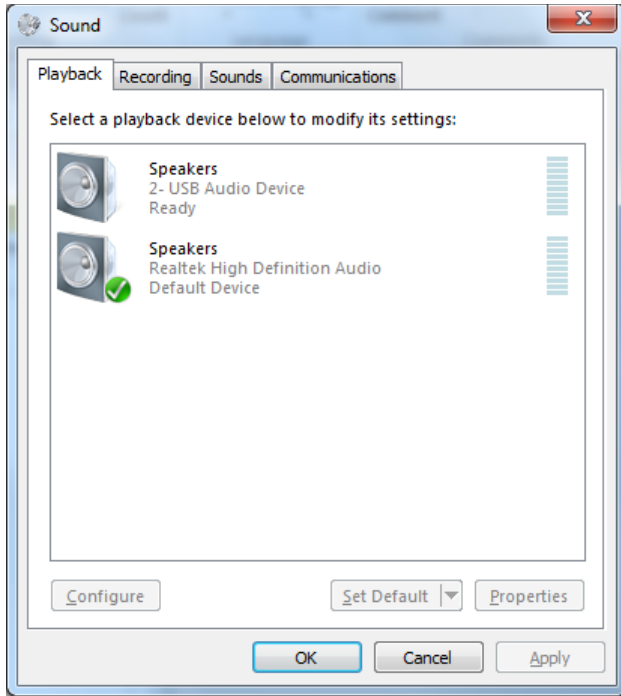 Sound
Playback Recording Sounds Communications
Select a playback device below to modify its settings:
Speakers
2- USB Audio Device
Ready
Speakers
Realtek High Definition Audio
Default Device
Configure Set Default Properties
OK Cancel Apply